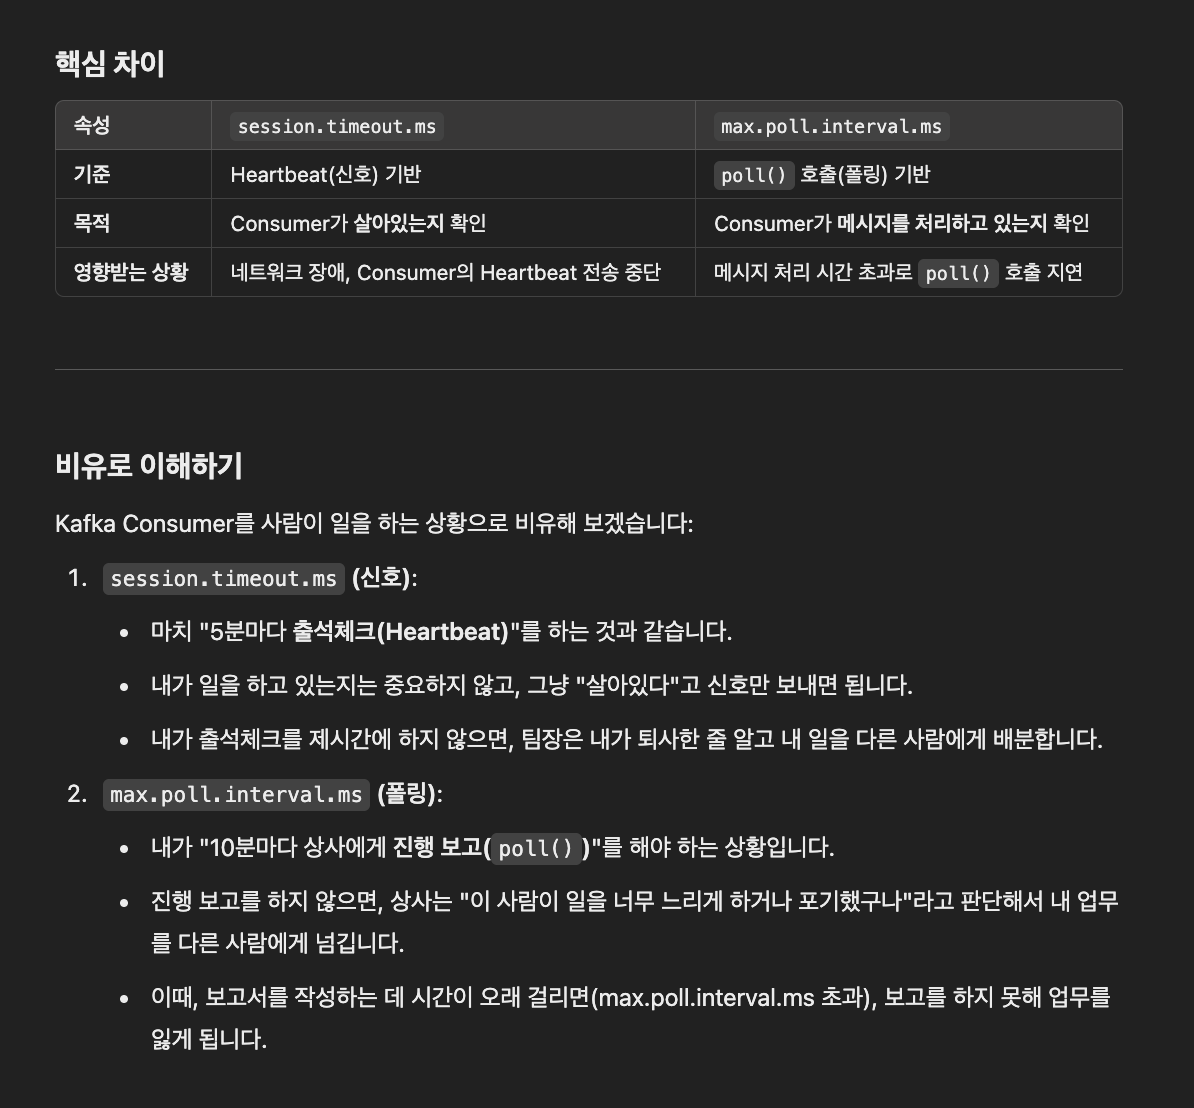 핵심 차이
속성 session.timeout.ms max.poll.interval.ms
기준 Heartbeat(신호) 기반 poll() 호출(폴링) 기반
목적 Consumer가 살아있는지 확인 Consumer가 메시지를 처리하고 있는지 확인
영향받는 상황 네트워크 장애, Consumer의 Heartbeat 전송 중단 메시지 처리 시간 초과로 poll() 호출 지연
비유로 이해하기
Kafka Consumer를 사람이 일을 하는 상황으로 비유해 보겠습니다:
1. session.timeout.ms (신호):
• 마치 "5분마다 출석체크(Heartbeat)"를 하는 것과 같습니다.
• 내가 일을 하고 있는지는 중요하지 않고, 그냥 "살아있다"고 신호만 보내면 됩니다.
• 내가 출석체크를 제시간에 하지 않으면, 팀장은 내가 퇴사한 줄 알고 내 일을 다른 사람에게 배분합니다.
2. max.poll.interval.ms (폴링):
• 내가 "10분마다 상사에게 진행 보고(poll())"를 해야 하는 상황입니다.
• 진행 보고를 하지 않으면, 상사는 "이 사람이 일을 너무 느리게 하거나 포기했구나"라고 판단해서 내 업무
를 다른 사람에게 넘깁니다.
• 이때, 보고서를 작성하는 데 시간이 오래 걸리면(max.poll.interval.ms 초과), 보고를 하지 못해 업무를
잃게 됩니다.